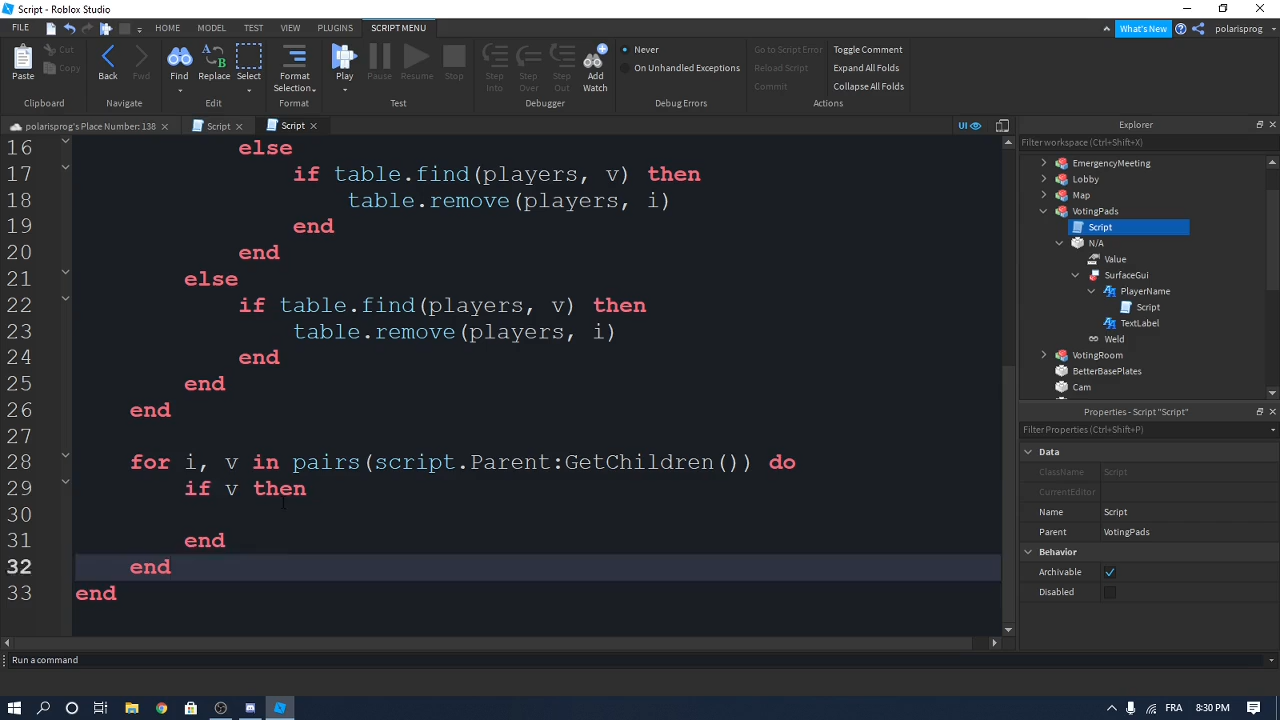 Script - Roblox Studio
FILE HOME MODEL TEST VIEW PLUGINS SCRIPT MENU What's New polarisprog
Paste Cut Copy Back Fwd Find Replace Select Format Selection Play Pause Resume Stop Step Into Step Over Step Out Add Watch Never On Unhandled Exceptions Go to Script Error Reload Script Commit Toggle Comment Expand All Folds Collapse All Folds
Clipboard Navigate Edit Format Test Debugger Debug Errors Actions
polarisprog's Place Number: 138 Script Script UI
16 else
17 if table.find(players, v) then
18 table.remove(players, i)
19 end
20 end
21 else
22 if table.find(players, v) then
23 table.remove(players, i)
24 end
25 end
26 end
27
28 for i, v in pairs(script.Parent:GetChildren()) do
29 if v then
30
31 end
32 end
33 end
Explorer
Filter workspace (Ctrl+Shift+X)
EmergencyMeeting
Lobby
Map
VotingPads
Script
N/A
Value
SurfaceGui
PlayerName
Script
TextLabel
Weld
VotingRoom
BetterBasePlates
Cam
Properties - Script "Script"
Filter Properties (Ctrl+Shift+P)
Data
ClassName Script
CurrentEditor
Name Script
Parent VotingPads
Behavior
Archivable
Disabled
Run a command
FRA 8:30 PM